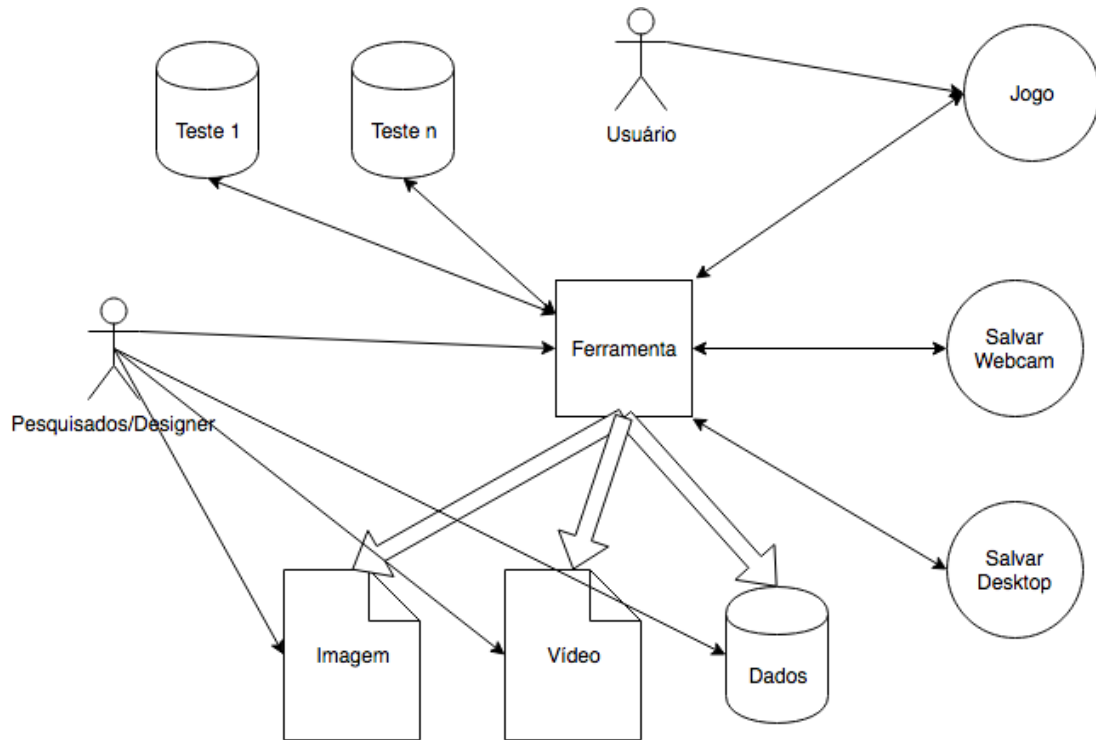 Teste 1
Teste n
Usuário
Jogo
Ferramenta
Salvar
Webcam
Pesquisados/Designer
Salvar
Desktop
Imagem
Vídeo
Dados